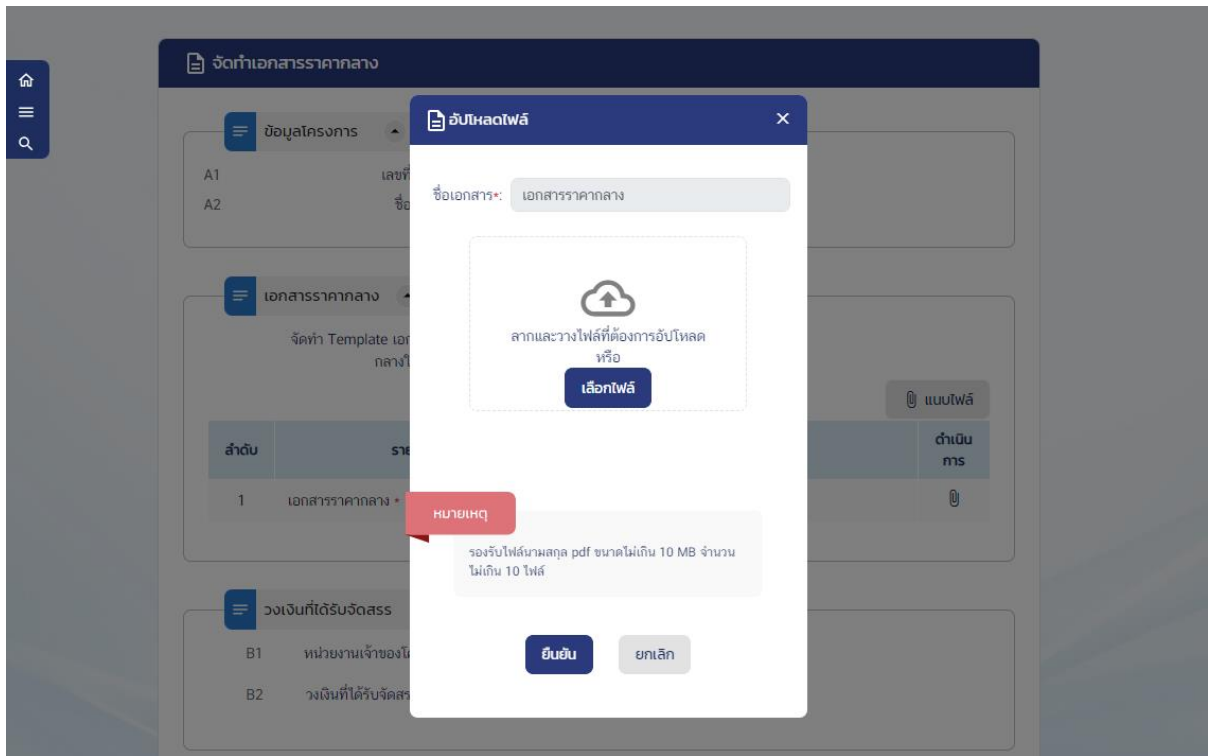 จัดทำเอกสารราคากลาง
อัปโหลดไฟล์
ข้อมูลโครงการ
A1 เลขที่
A2 ชื่อ
ชื่อเอกสาร*: เอกสารราคากลาง
เอกสารราคากลาง
จัดทำ Template
ลากและวางไฟล์ที่ต้องการอัปโหลด
หรือ
เลือกไฟล์
แนบไฟล์
ลำดับ ดำเนิน
การ
1 เอกสารราคากลาง *
หมายเหตุ
รองรับไฟล์นามสกุล pdf ขนาดไม่เกิน 10 MB จำนวน
ไม่เกิน 10 ไฟล์
วงเงินที่ได้รับจัดสรร
B1 หน่วยงานเจ้าของ
B2 วงเงินที่ได้รับจัดสร
ยืนยัน ยกเลิก